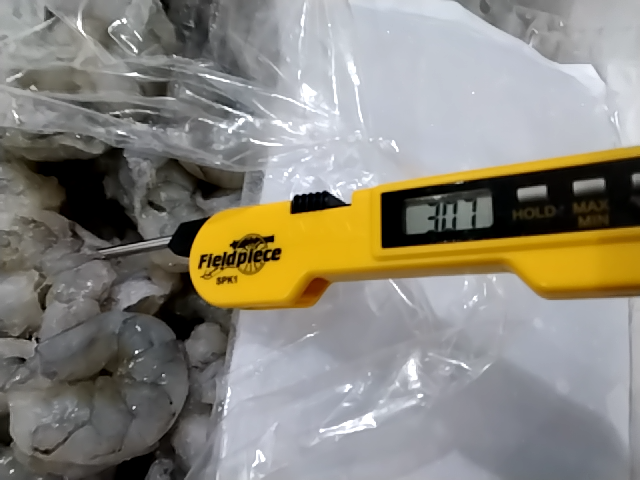 Fieldpiece
SPK1
HOLD
MAX
MIN